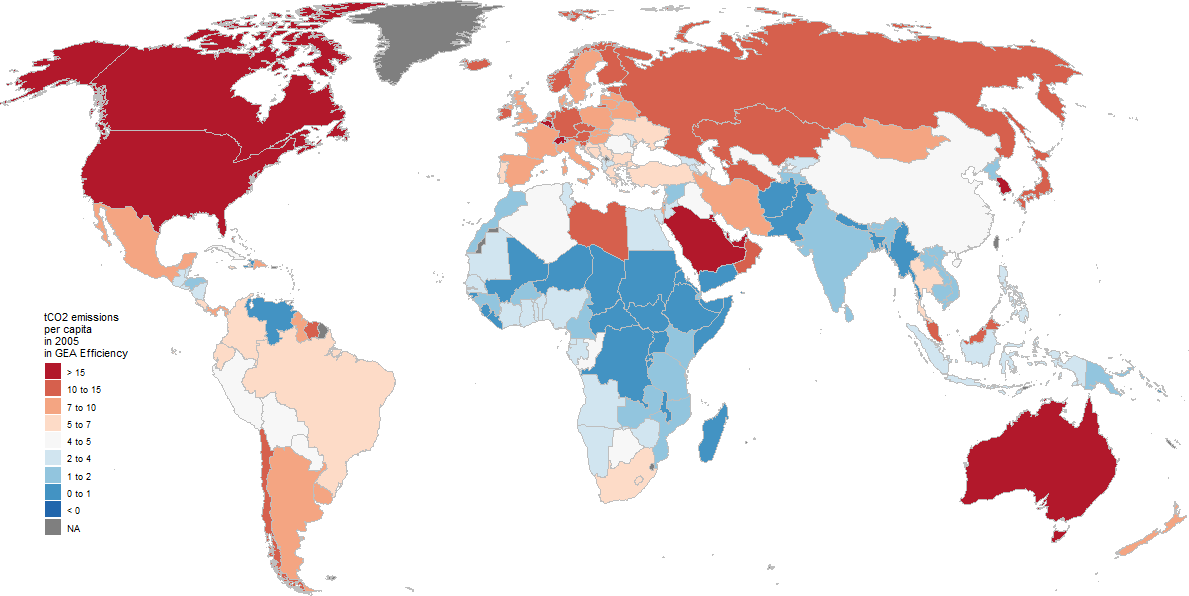 tCO2 emissions
per capita
in 2005
in GEA Efficiency
> 15
10 to 15
7 to 10
5 to 7
4 to 5
2 to 4
1 to 2
0 to 1
< 0
NA